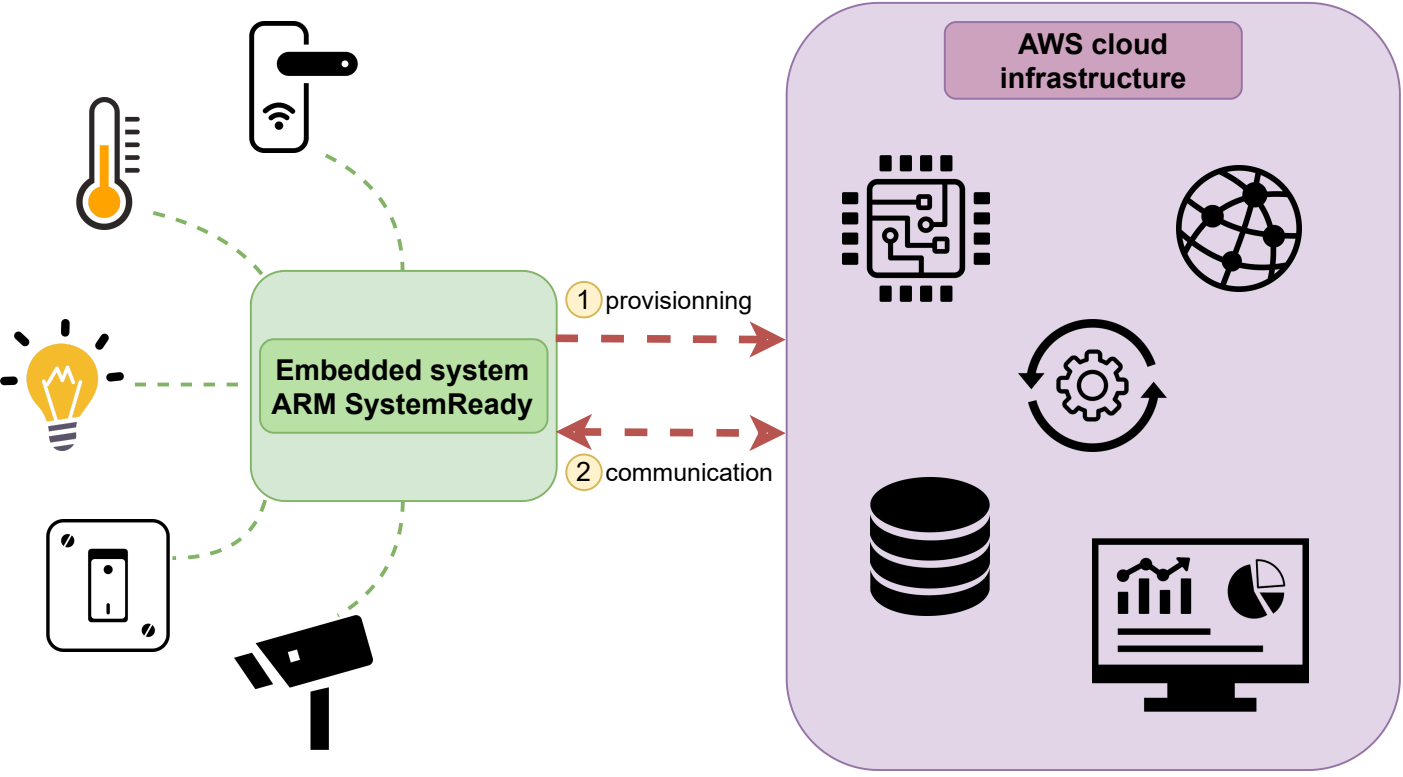 AWS cloud
infrastructure
1 provisionning
Embedded system
ARM SystemReady
2 communication